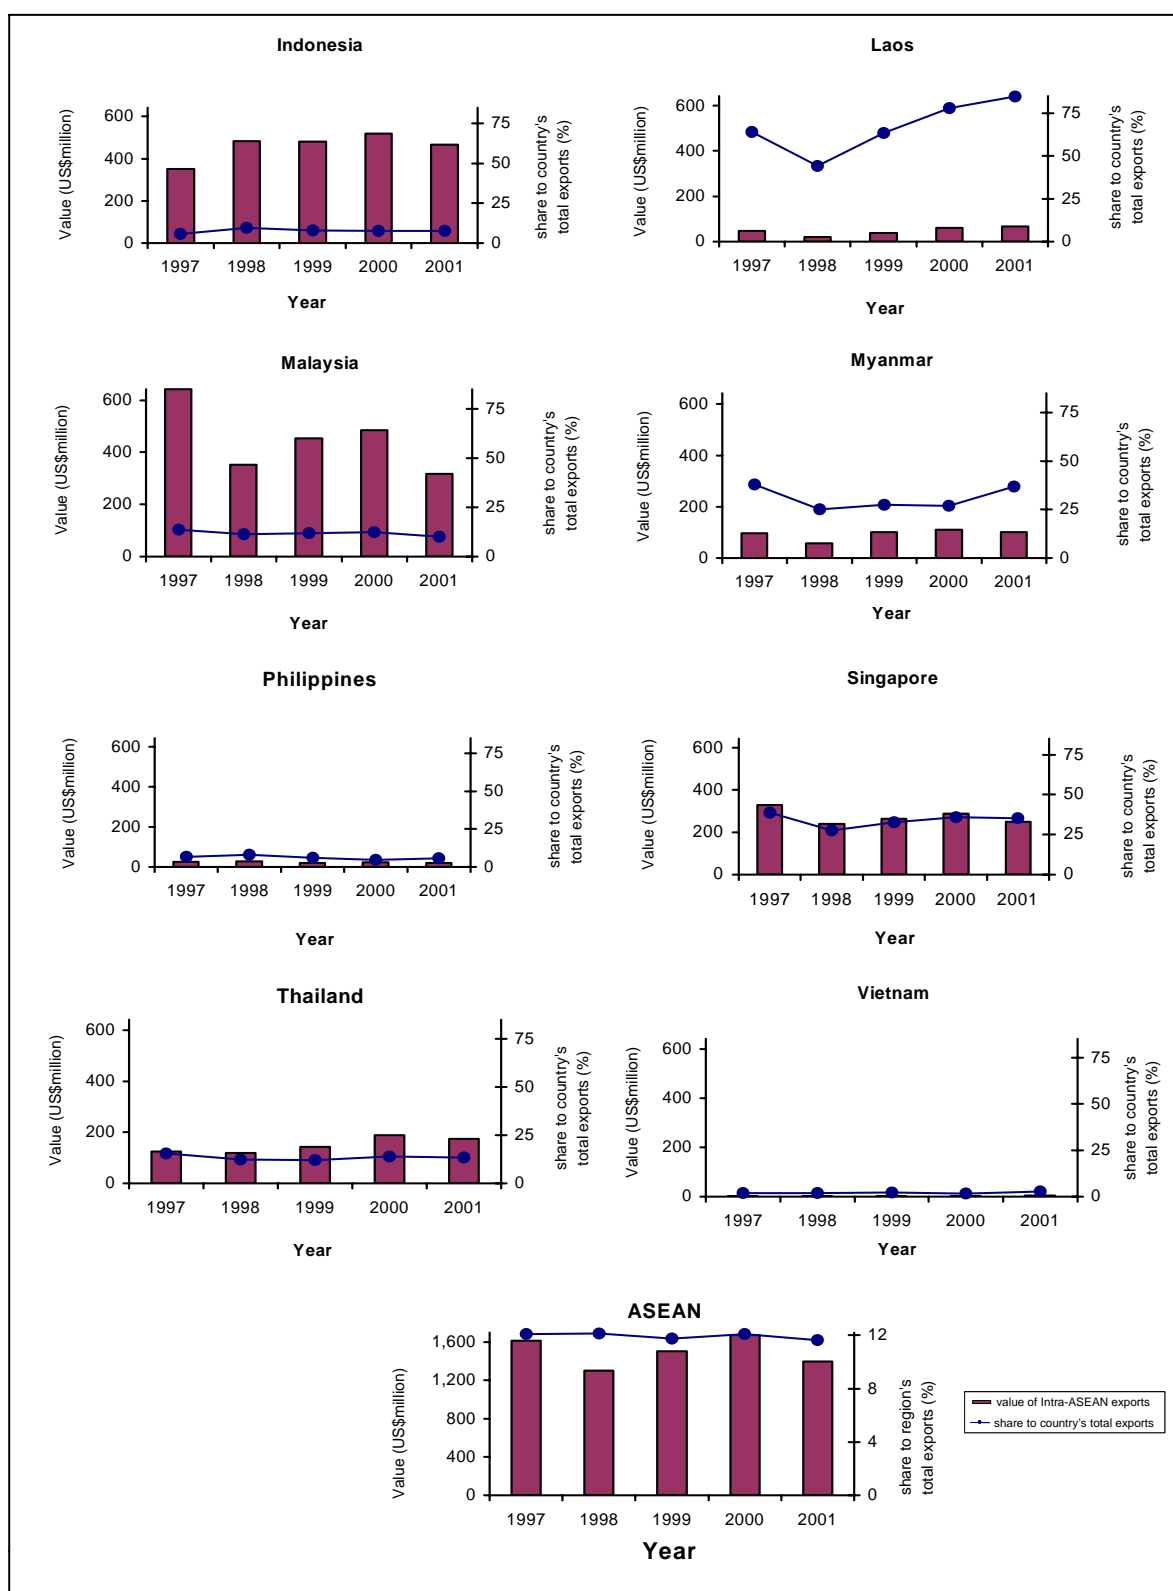 Indonesia
600
400
200
0
Value (US$million)
75
50
25
0
share to country's
total exports (%)
1997 1998 1999 2000 2001
Year
Laos
600
400
200
0
Value (US$million)
75
50
25
0
share to country's
total exports (%)
1997 1998 1999 2000 2001
Year
Malaysia
600
400
200
0
Value (US$million)
75
50
25
0
share to country's
total exports (%)
1997 1998 1999 2000 2001
Year
Myanmar
600
400
200
0
Value (US$million)
75
50
25
0
share to country's
total exports (%)
1997 1998 1999 2000 2001
Year
Philippines
600
400
200
0
Value (US$million)
75
50
25
0
share to country's
total exports (%)
1997 1998 1999 2000 2001
Year
Singapore
600
400
200
0
Value (US$million)
75
50
25
0
share to country's
total exports (%)
1997 1998 1999 2000 2001
Year
Thailand
600
400
200
0
Value (US$million)
75
50
25
0
share to country's
total exports (%)
1997 1998 1999 2000 2001
Year
Vietnam
600
400
200
0
Value (US$million)
75
50
25
0
share to country's
total exports (%)
1997 1998 1999 2000 2001
Year
ASEAN
1,600
1,200
800
400
0
Value (US$million)
12
8
4
0
share to region's
total exports (%)
1997 1998 1999 2000 2001
Year
value of Intra-ASEAN exports
share to country's total exports